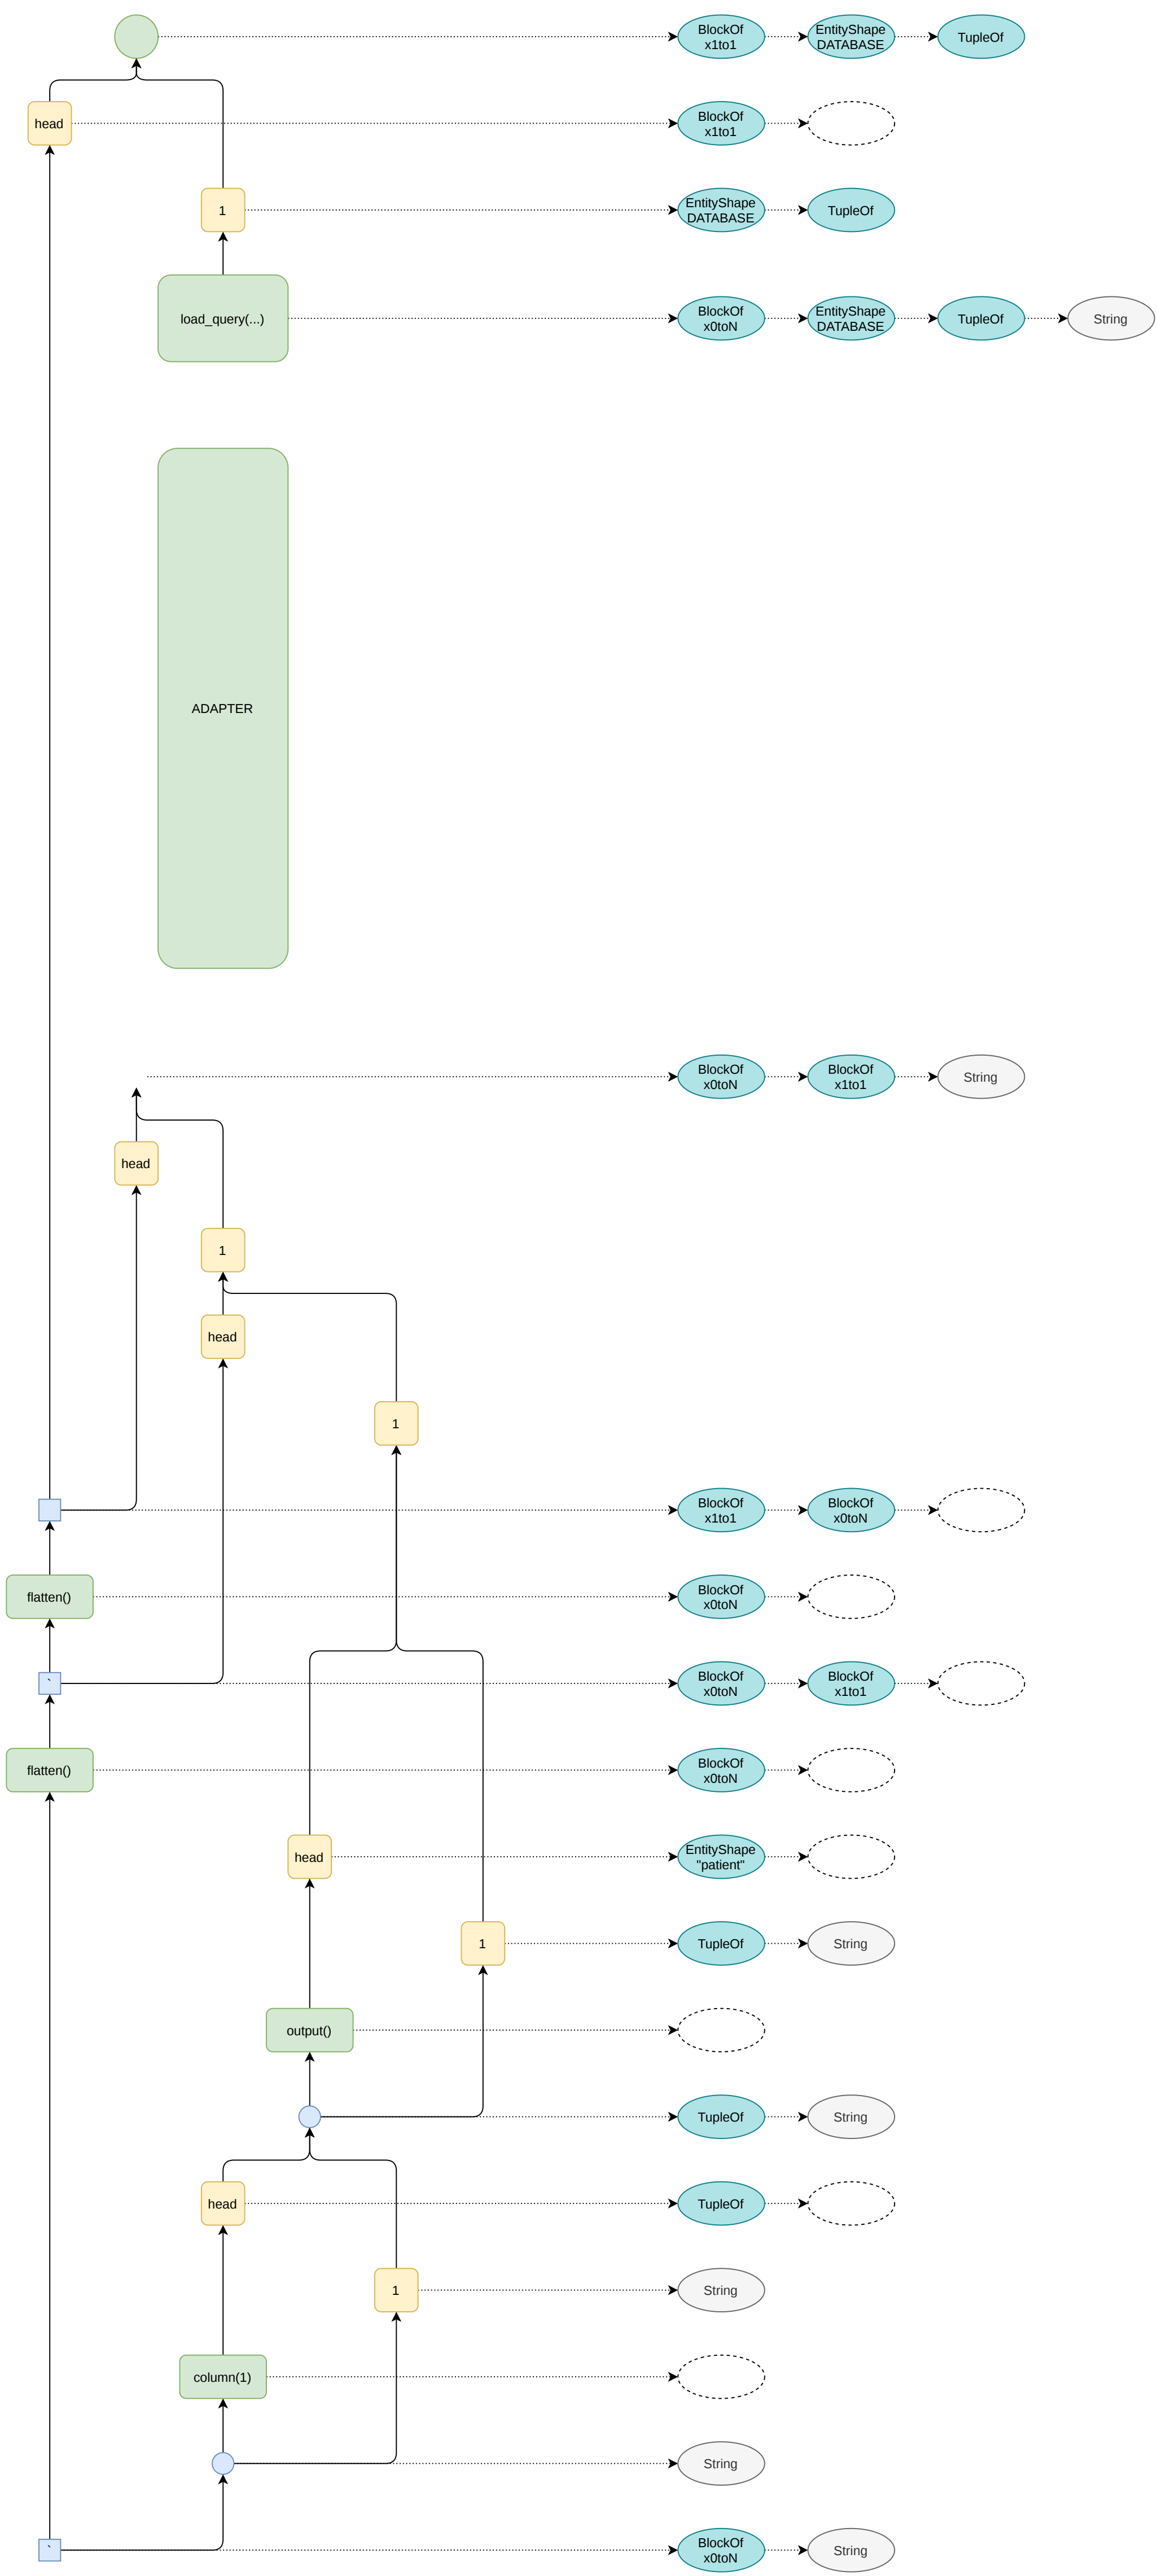 BlockOf
x1to1
EntityShape
DATABASE
TupleOf
head
BlockOf
x1to1
1
EntityShape
DATABASE
TupleOf
load_query(...)
BlockOf
x0toN
EntityShape
DATABASE
TupleOf
String
ADAPTER
BlockOf
x0toN
BlockOf
x1to1
String
head
1
head
1
BlockOf
x1to1
BlockOf
x0toN
flatten()
BlockOf
x0toN
`
BlockOf
x0toN
BlockOf
x1to1
flatten()
BlockOf
x0toN
head
EntityShape
"patient"
1
TupleOf
String
output()
TupleOf
String
head
TupleOf
1
String
column(1)
String
`
BlockOf
x0toN
String